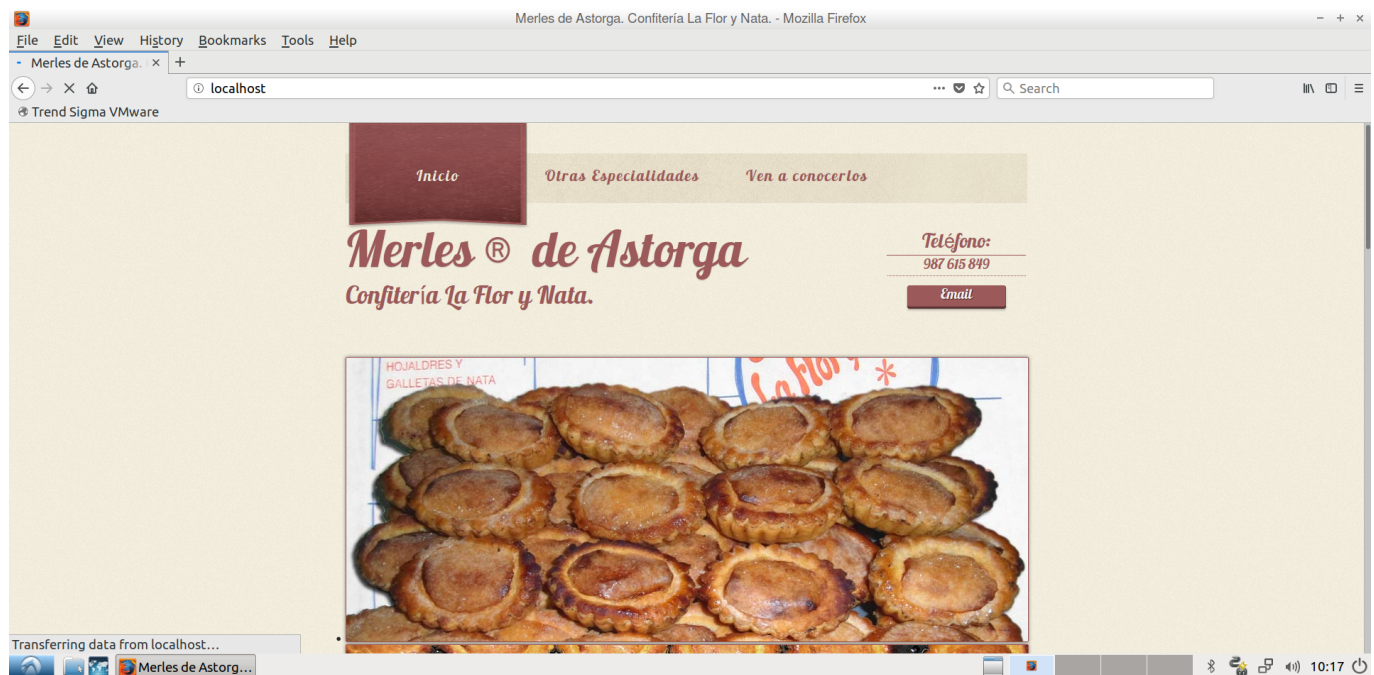 Merles de Astorga. Confitería La Flor y Nata. - Mozilla Firefox
File Edit View History Bookmarks Tools Help
Merles de Astorga.
localhost
Search
Trend Sigma VMware
Inicio Otras Especialidades Ven a conocerlos
Merles ® de Astorga
Teléfono:
987 615 849
Confitería La Flor y Nata.
Email
HOJALDRES Y
GALLETAS DE NATA
La Flor y
Transferring data from localhost...
Merles de Astorg...
10:17